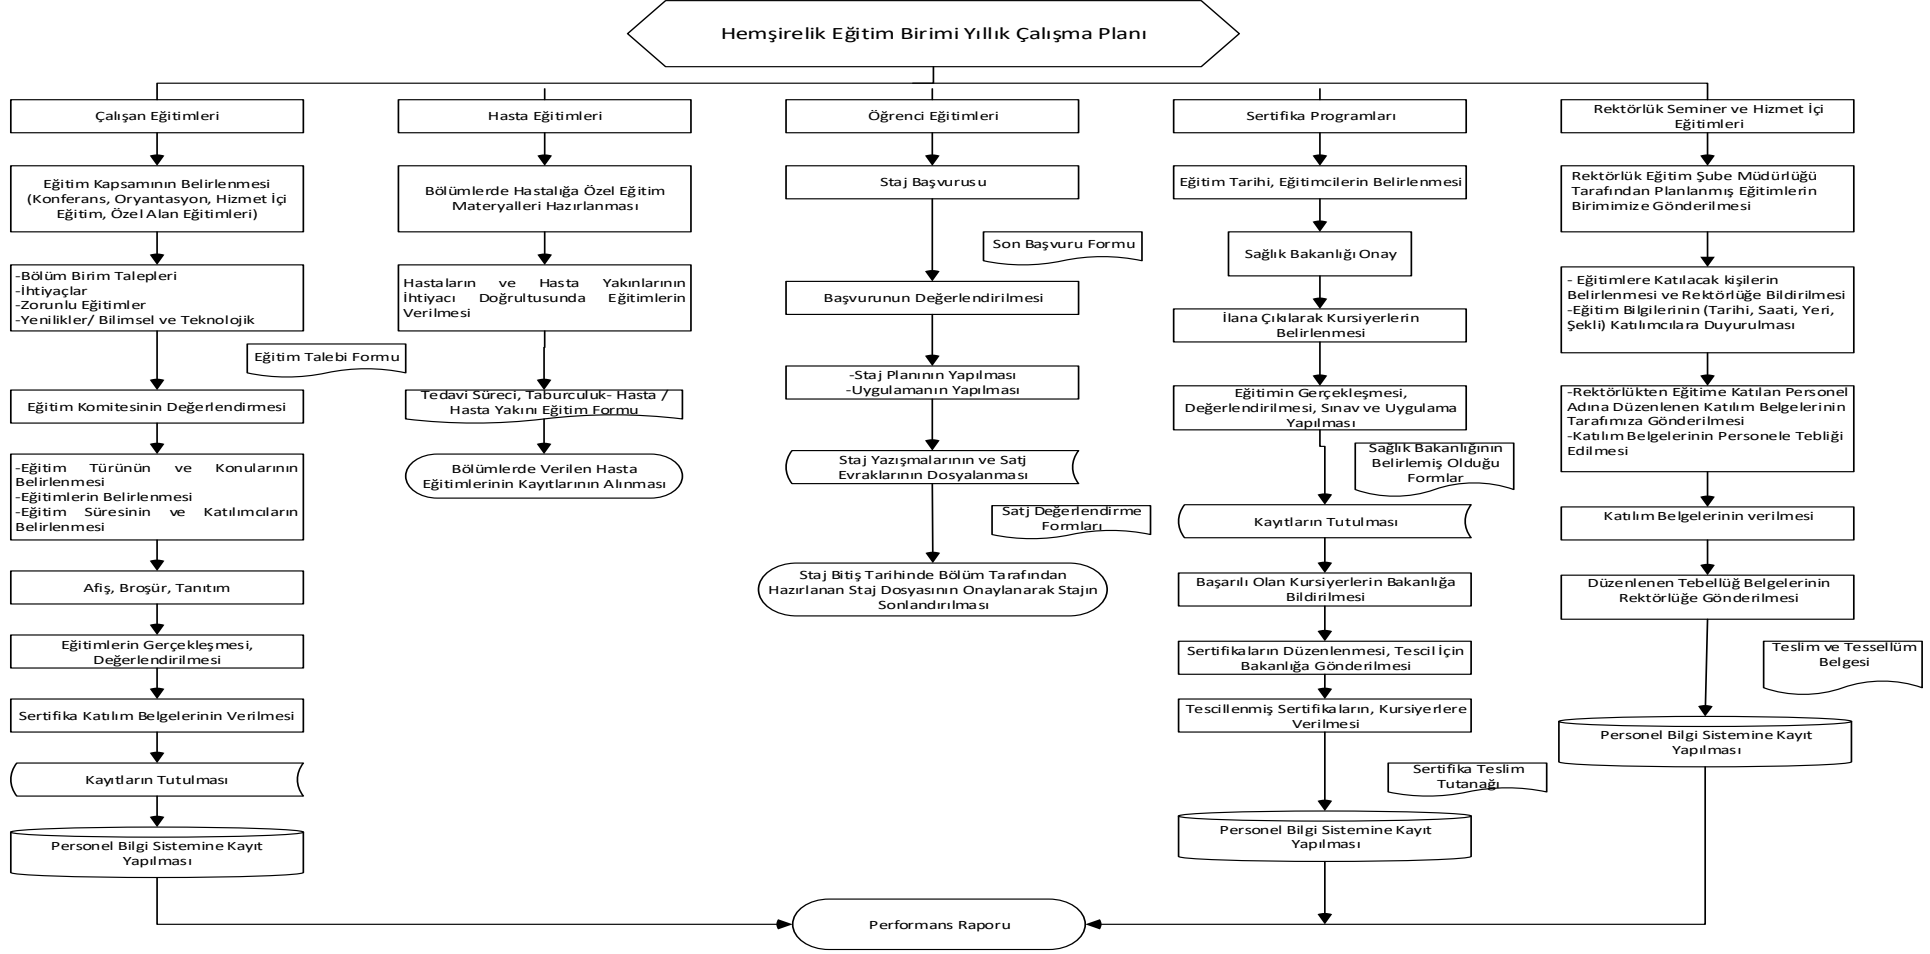 Hemşirelik Eğitim Birimi Yıllık Çalışma Planı
Çalışan Eğitimleri
Eğitim Kapsamının Belirlenmesi
(Konferans, Oryantasyon, Hizmet İçi
Eğitim, Özel Alan Eğitimleri)
-Bölüm Birim Talepleri
-İhtiyaçlar
-Zorunlu Eğitimler
-Yenilikler/ Bilimsel ve Teknolojik
Eğitim Talebi Formu
Eğitim Komitesinin Değerlendirmesi
-Eğitim Türünün ve Konularının
Belirlenmesi
-Eğitimlerin Belirlenmesi
-Eğitim Süresinin ve Katılımcıların
Belirlenmesi
Afiş, Broşür, Tanıtım
Eğitimlerin Gerçekleşmesi,
Değerlendirilmesi
Sertifika Katılım Belgelerinin Verilmesi
Kayıtların Tutulması
Personel Bilgi Sistemine Kayıt
Yapılması
Hasta Eğitimleri
Bölümlerde Hastalığa Özel Eğitim
Materyalleri Hazırlanması
Hastaların ve Hasta Yakınlarının
İhtiyacı Doğrultusunda Eğitimlerin
Verilmesi
Tedavi Süreci, Taburculuk- Hasta /
Hasta Yakını Eğitim Formu
Bölümlerde Verilen Hasta
Eğitimlerinin Kayıtlarının Alınması
Öğrenci Eğitimleri
Staj Başvurusu
Son Başvuru Formu
Başvurunun Değerlendirilmesi
-Staj Planının Yapılması
-Uygulamanın Yapılması
Staj Yazışmalarının ve Satj
Evraklarının Dosyalanması
Satj Değerlendirme
Formları
Staj Bitiş Tarihinde Bölüm Tarafından
Hazırlanan Staj Dosyasının Onaylanarak Stajın
Sonlandırılması
Sertifika Programları
Eğitim Tarihi, Eğitimcilerin Belirlenmesi
Sağlık Bakanlığı Onay
İlana Çıkılarak Kursiyerlerin
Belirlenmesi
Eğitimin Gerçekleşmesi,
Değerlendirilmesi, Sınav ve Uygulama
Yapılması
Sağlık Bakanlığının
Belirlemiş Olduğu
Formlar
Kayıtların Tutulması
Başarılı Olan Kursiyerlerin Bakanlığa
Bildirilmesi
Sertifikaların Düzenlenmesi, Tescil İçin
Bakanlığa Gönderilmesi
Tescillenmiş Sertifikaların, Kursiyerlere
Verilmesi
Sertifika Teslim
Tutanağı
Personel Bilgi Sistemine Kayıt
Yapılması
Rektörlük Seminer ve Hizmet İçi
Eğitimleri
Rektörlük Eğitim Şube Müdürlüğü
Tarafından Planlanmış Eğitimlerin
Birimimize Gönderilmesi
- Eğitimlere Katılacak kişilerin
Belirlenmesi ve Rektörlüğe Bildirilmesi
-Eğitim Bilgilerinin (Tarihi, Saati, Yeri,
Şekli) Katılımcılara Duyurulması
-Rektörlükten Eğitime Katılan Personel
Adına Düzenlenen Katılım Belgelerinin
Tarafımıza Gönderilmesi
-Katılım Belgelerinin Personele Tebliği
Edilmesi
Katılım Belgelerinin verilmesi
Düzenlenen Tebellüğ Belgelerinin
Rektörlüğe Gönderilmesi
Teslim ve Tessellüm
Belgesi
Personel Bilgi Sistemine Kayıt
Yapılması
Performans Raporu